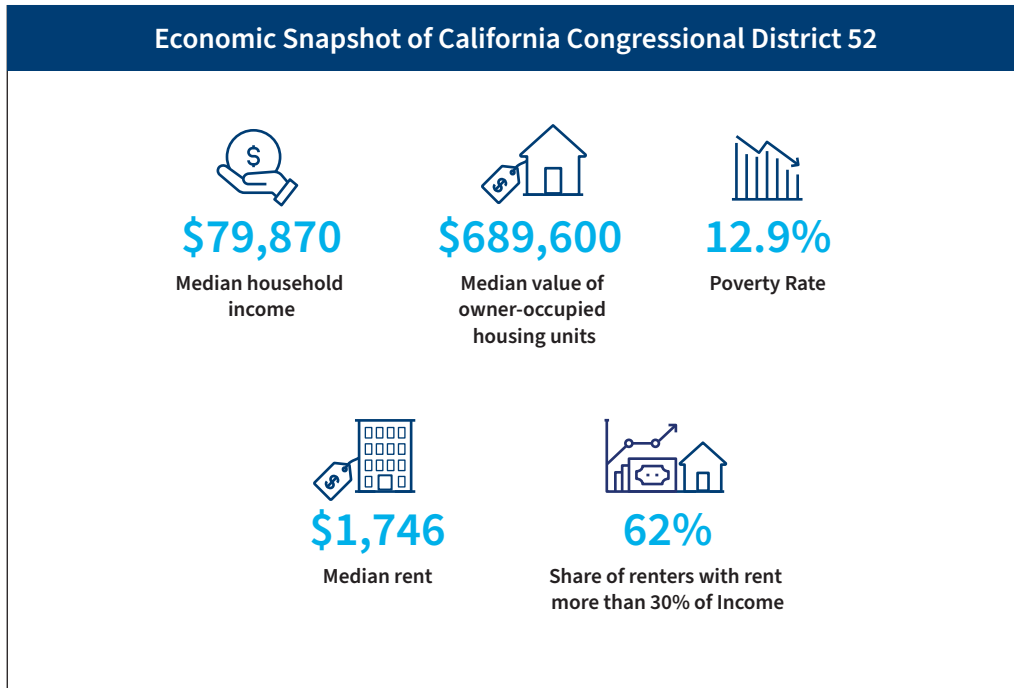 Economic Snapshot of California Congressional District 52
$
$
$79,870
$689,600
12.9%
Median household
income
Median value of
owner-occupied
housing units
Poverty Rate
$
$1,746
62%
Median rent
Share of renters with rent
more than 30% of Income